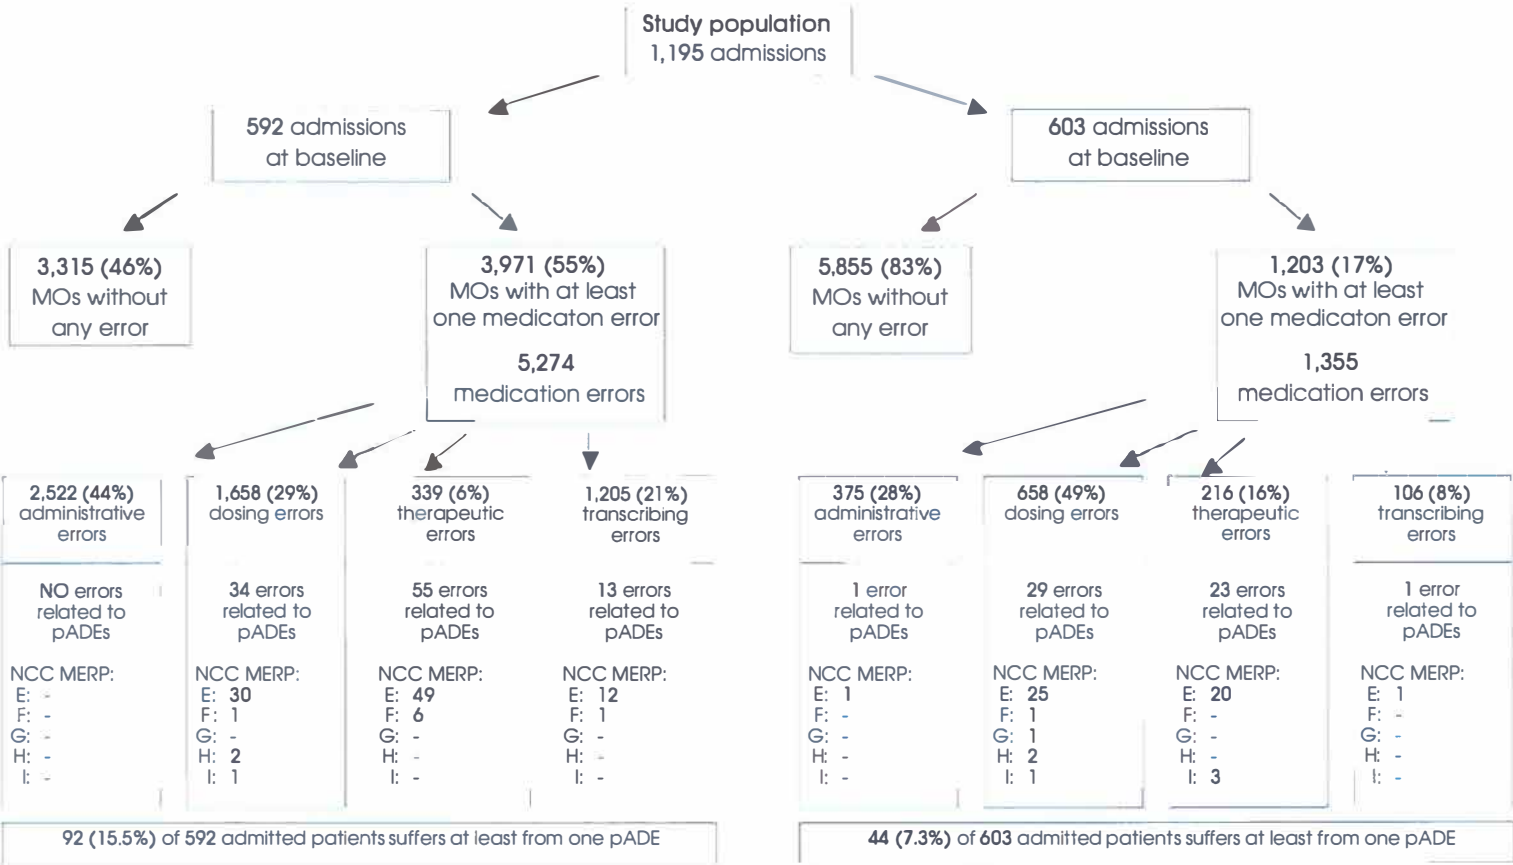 Study population
1,195 admissions
592 admissions
at baseline
603 admissions
at baseline
3,315 (46%)
MOs without
any error
3,971 (55%)
MOs with at least
one medicaton error
5,274
medication errors
5,855 (83%)
MOs without
any error
1,203 (17%)
MOs with at least
one medicaton error
1,355
medication errors
2,522 (44%)
administrative
errors
NO errors
related to
pADEs
NCC MERP:
E: -
F: -
G: -
H: -
I: -
1,658 (29%)
dosing errors
34 errors
related to
pADEs
NCC MERP:
E: 30
F: 1
G: -
H: 2
I: 1
339 (6%)
therapeutic
errors
55 errors
related to
pADEs
NCC MERP:
E: 49
F: 6
G: -
H: -
I: -
1,205 (21%)
transcribing
errors
13 errors
related to
pADEs
NCC MERP:
E: 12
F: 1
G: -
H: -
I: -
375 (28%)
administrative
errors
1 error
related to
pADEs
NCC MERP:
E: 1
F: -
G: -
H: -
I: -
658 (49%)
dosing errors
29 errors
related to
pADEs
NCC MERP:
E: 25
F: 1
G: 1
H: 2
I: 1
216 (16%)
therapeutic
errors
23 errors
related to
pADEs
NCC MERP:
E: 20
F: -
G: -
H: -
I: 3
106 (8%)
transcribing
errors
1 error
related to
pADEs
NCC MERP:
E: 1
F: -
G: -
H: -
I: -
92 (15.5%) of 592 admitted patients suffers at least from one pADE
44 (7.3%) of 603 admitted patients suffers at least from one pADE